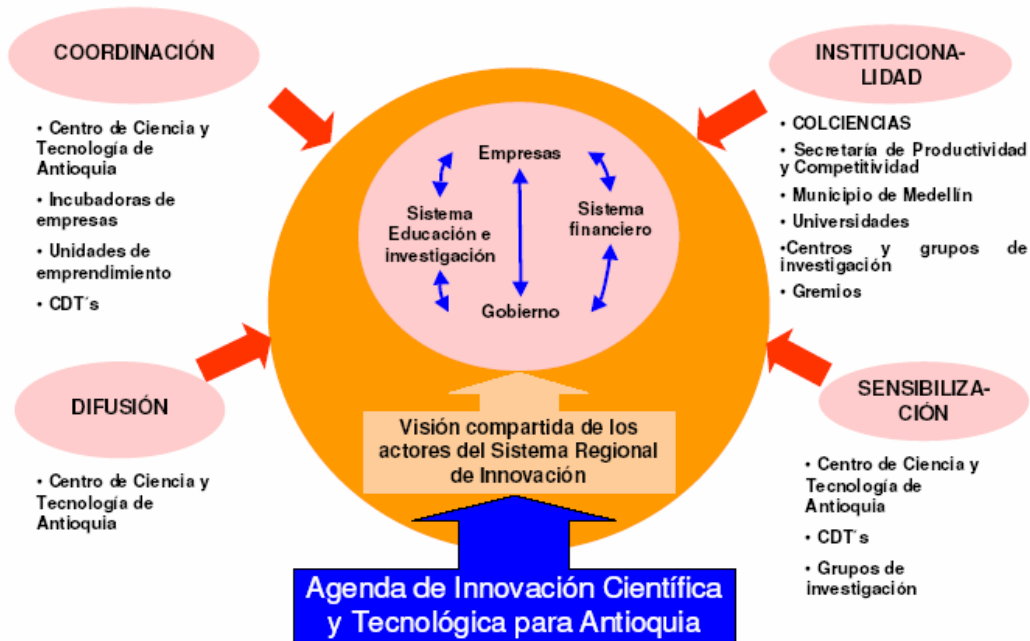 COORDINACIÓN
• Centro de Ciencia y
Tecnología de
Antioquia
• Incubadoras de
empresas
• Unidades de
emprendimiento
• CDT´s
DIFUSIÓN
• Centro de Ciencia y
Tecnología de
Antioquia
Empresas
Sistema
Educación e
investigación
Sistema
financiero
Gobierno
Visión compartida de los
actores del Sistema Regional
de Innovación
Agenda de Innovación Científica
y Tecnológica para Antioquia
INSTITUCIONA-
LIDAD
• COLCIENCIAS
• Secretaría de Productividad
y Competitividad
• Municipio de Medellín
• Universidades
•Centros y grupos de
investigación
• Gremios
SENSIBILIZA-
CIÓN
• Centro de Ciencia y
Tecnología de
Antioquia
• CDT´s
• Grupos de
investigación